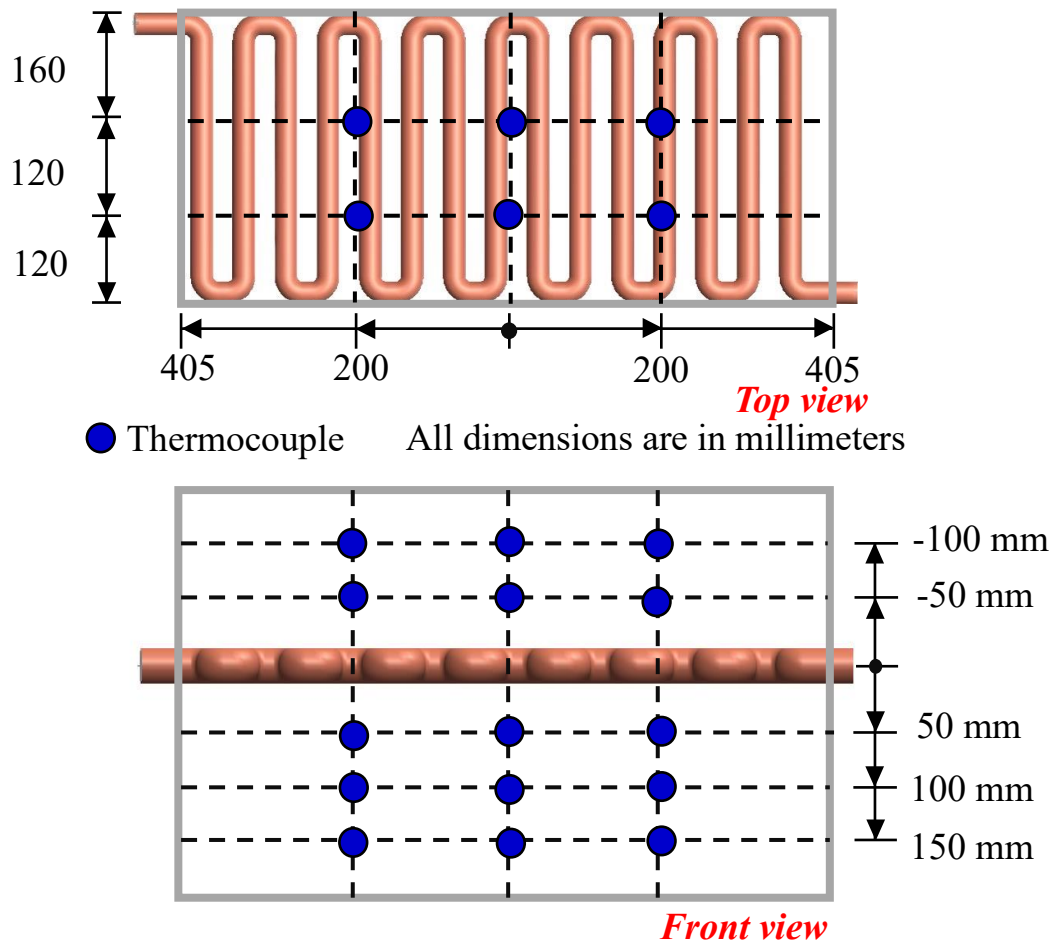 160
120
120
405
200
200
405
Top view
Thermocouple
All dimensions are in millimeters
-100 mm
-50 mm
50 mm
100 mm
150 mm
Front view